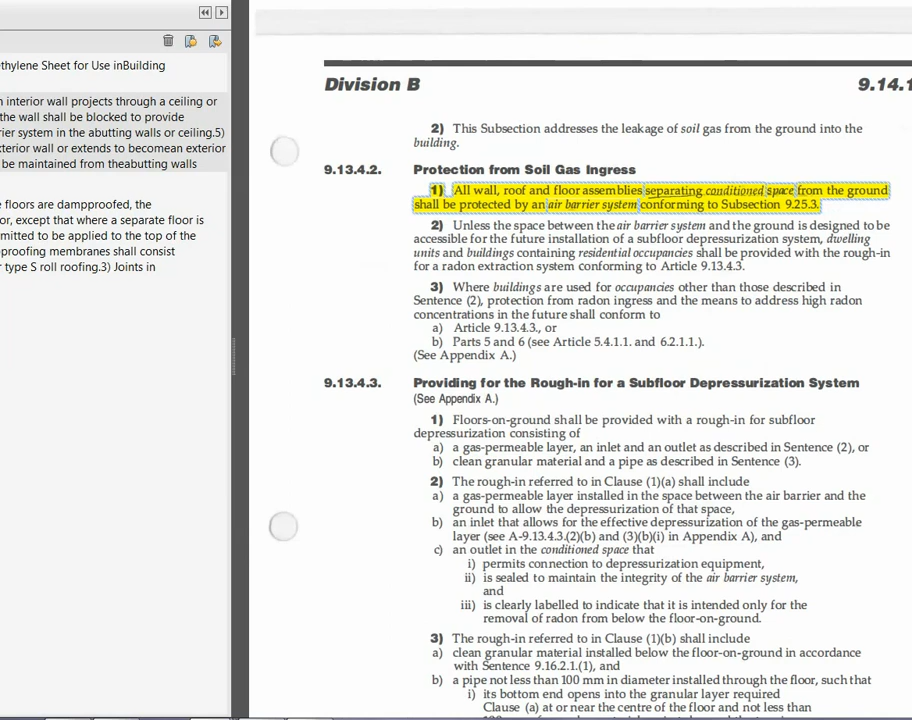 ethylene Sheet for Use inBuilding
n interior wall projects through a ceiling or
the wall shall be blocked to provide
rier system in the abutting walls or ceiling.5)
xterior wall or extends to becomean exterior
be maintained from theabutting walls
e floors are dampproofed, the
or, except that where a separate floor is
mitted to be applied to the top of the
proofing membranes shall consist
r type S roll roofing.3) Joints in
Division B
9.14.1
2) This Subsection addresses the leakage of soil gas from the ground into the
building.
9.13.4.2. Protection from Soil Gas Ingress
1) All wall, roof and floor assemblies separating conditioned space from the ground
shall be protected by an air barrier system conforming to Subsection 9.25.3.
2) Unless the space between the air barrier system and the ground is designed to be
accessible for the future installation of a subfloor depressurization system, dwelling
units and buildings containing residential occupancies shall be provided with the rough-in
for a radon extraction system conforming to Article 9.13.4.3.
3) Where buildings are used for occupancies other than those described in
Sentence (2), protection from radon ingress and the means to address high radon
concentrations in the future shall conform to
a) Article 9.13.4.3., or
b) Parts 5 and 6 (see Article 5.4.1.1. and 6.2.1.1.).
(See Appendix A.)
9.13.4.3. Providing for the Rough-in for a Subfloor Depressurization System
(See Appendix A.)
1) Floors-on-ground shall be provided with a rough-in for subfloor
depressurization consisting of
a) a gas-permeable layer, an inlet and an outlet as described in Sentence (2), or
b) clean granular material and a pipe as described in Sentence (3).
2) The rough-in referred to in Clause (1)(a) shall include
a) a gas-permeable layer installed in the space between the air barrier and the
ground to allow the depressurization of that space,
b) an inlet that allows for the effective depressurization of the gas-permeable
layer (see A-9.13.4.3.(2)(b) and (3)(b)(i) in Appendix A), and
c) an outlet in the conditioned space that
i) permits connection to depressurization equipment,
ii) is sealed to maintain the integrity of the air barrier system,
and
iii) is clearly labelled to indicate that it is intended only for the
removal of radon from below the floor-on-ground.
3) The rough-in referred to in Clause (1)(b) shall include
a) clean granular material installed below the floor-on-ground in accordance
with Sentence 9.16.2.1.(1), and
b) a pipe not less than 100 mm in diameter installed through the floor, such that
i) its bottom end opens into the granular layer required
Clause (a) at or near the centre of the floor and not less than